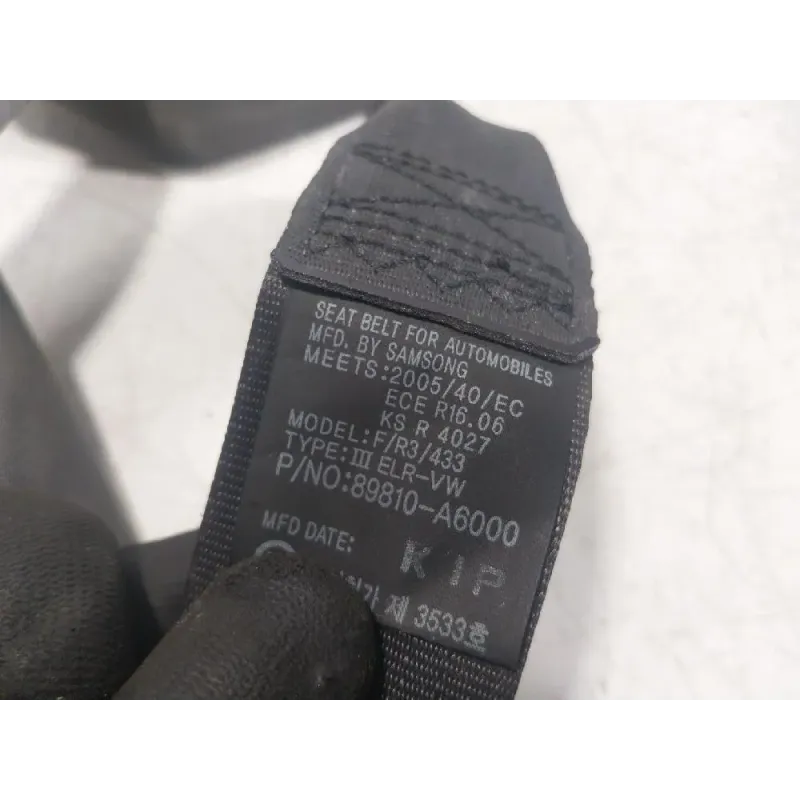 SEAT BELT FOR AUTOMOBILES
MFD. BY SAMSONG
MEETS:2005/40/EC
ECE R16.06
KS R 4027
MODEL:F/R3/433
TYPE:Ⅲ ELR-VW
P/NO:89810-A6000
MFD DATE: KIP
제 3533호